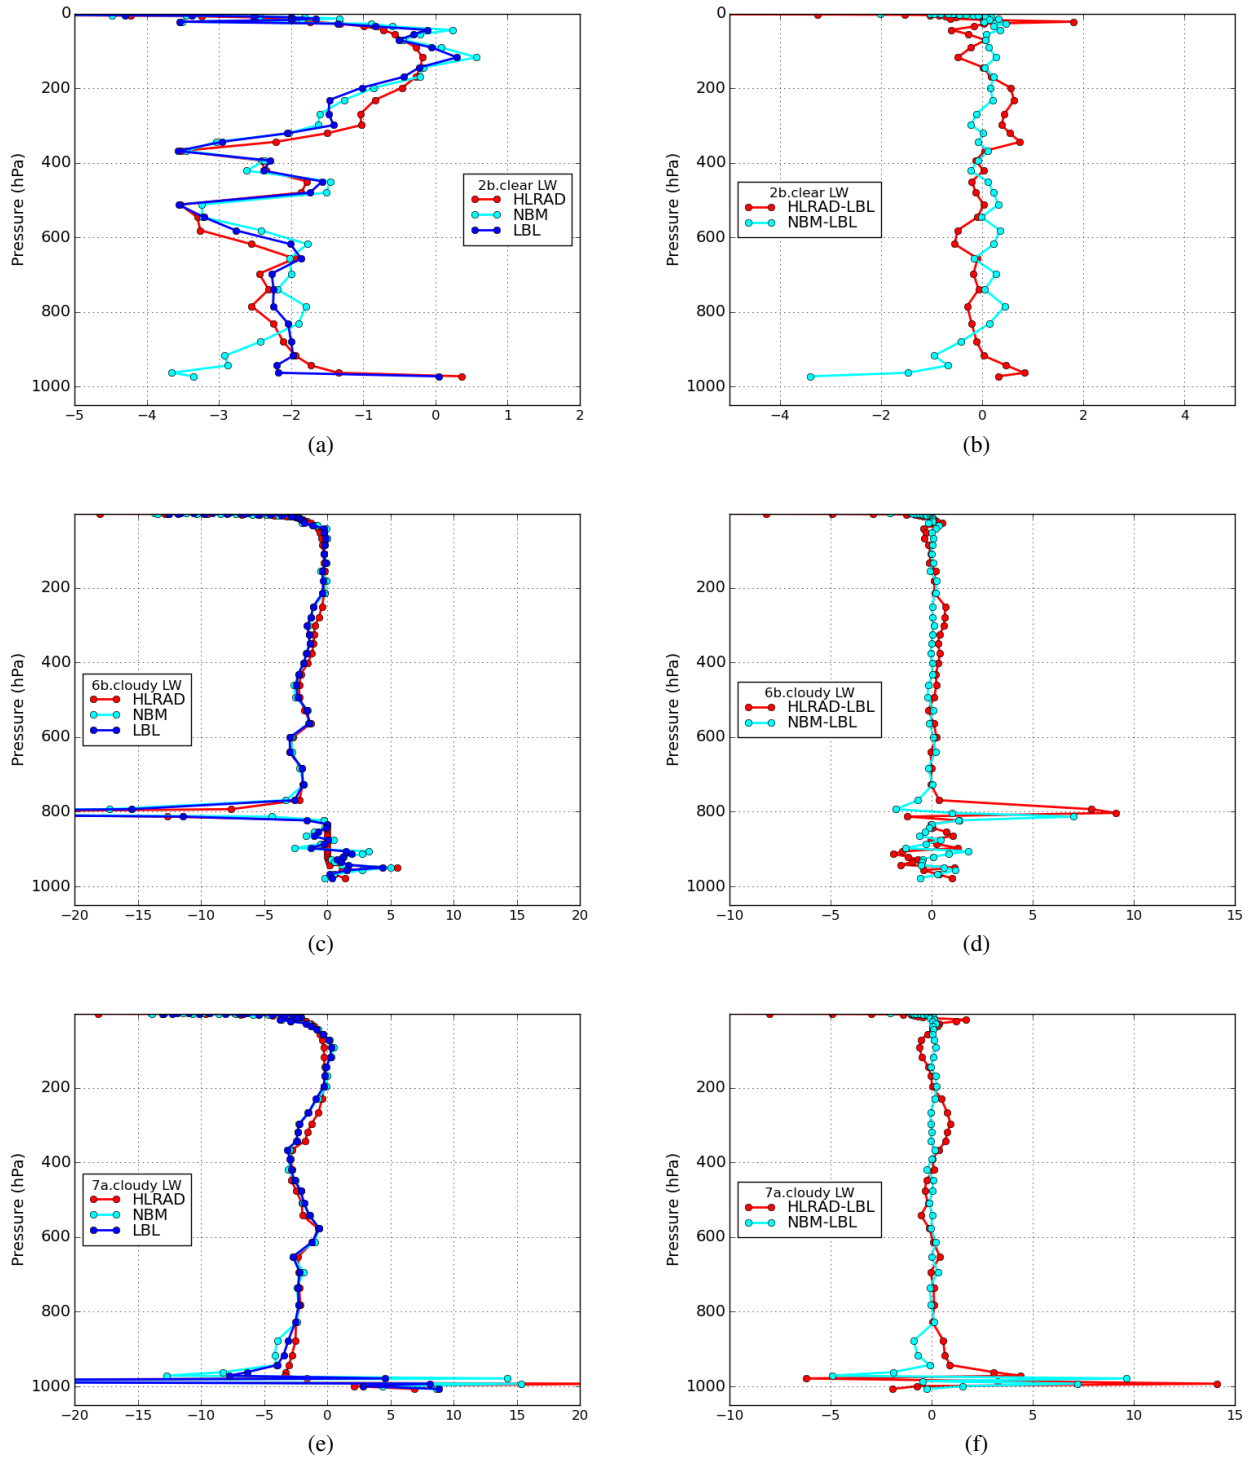 0
200
400
600
800
1000
Pressure (hPa)
2b.clear LW
HLRAD
NBM
LBL
−5 −4 −3 −2 −1 0 1 2
(a)
0
200
400
600
800
1000
Pressure (hPa)
2b.clear LW
HLRAD-LBL
NBM-LBL
−4 −2 0 2 4
(b)
200
400
600
800
1000
Pressure (hPa)
6b.cloudy LW
HLRAD
NBM
LBL
−20 −15 −10 −5 0 5 10 15 20
(c)
200
400
600
800
1000
Pressure (hPa)
6b.cloudy LW
HLRAD-LBL
NBM-LBL
−10 −5 0 5 10 15
(d)
200
400
600
800
1000
Pressure (hPa)
7a.cloudy LW
HLRAD
NBM
LBL
−20 −15 −10 −5 0 5 10 15 20
(e)
200
400
600
800
1000
Pressure (hPa)
7a.cloudy LW
HLRAD-LBL
NBM-LBL
−10 −5 0 5 10 15
(f)